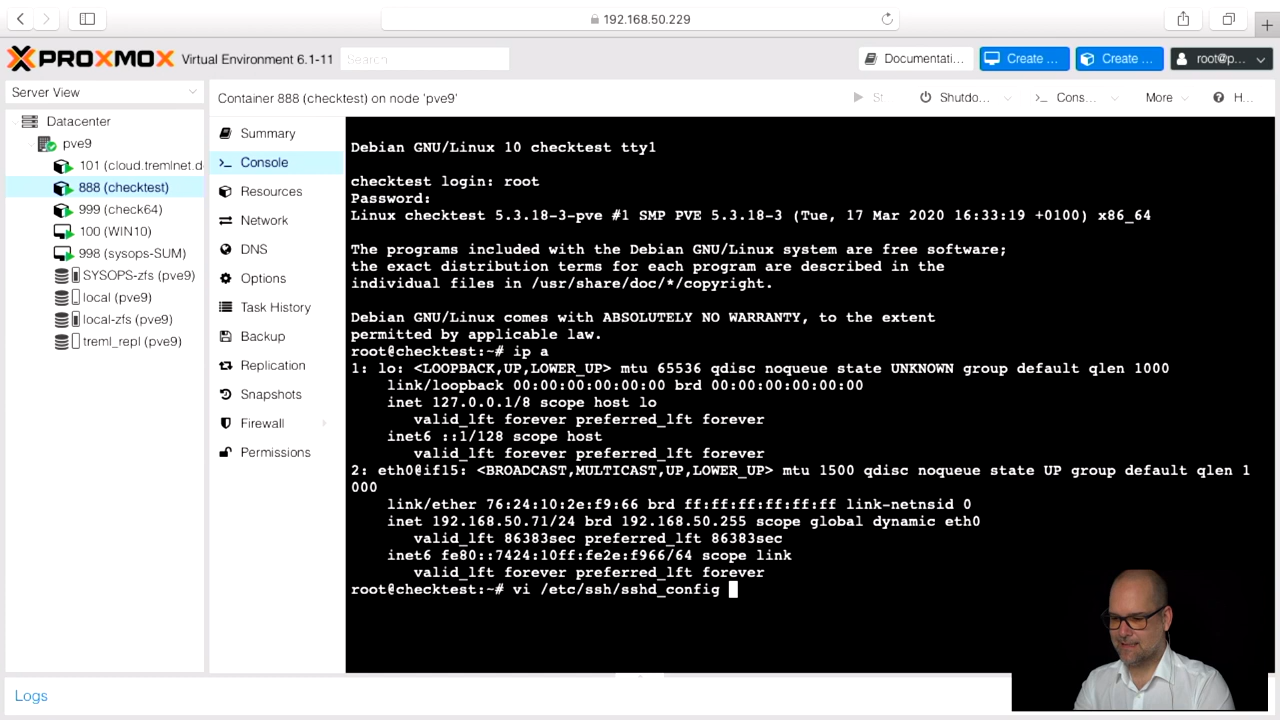 192.168.50.229
PROXMOX Virtual Environment 6.1-11 Search Documentati... Create ... Create ... root@p...
Server View
Datacenter
pve9
101 (cloud.tremlnet.d
888 (checktest)
999 (check64)
100 (WIN10)
998 (sysops-SUM)
SYSOPS-zfs (pve9)
local (pve9)
local-zfs (pve9)
treml_repl (pve9)
Container 888 (checktest) on node 'pve9' St Shutdo... Cons... More H...
Summary
Console
Resources
Network
DNS
Options
Task History
Backup
Replication
Snapshots
Firewall
Permissions
Debian GNU/Linux 10 checktest tty1
checktest login: root
Password:
Linux checktest 5.3.18-3-pve #1 SMP PVE 5.3.18-3 (Tue, 17 Mar 2020 16:33:19 +0100) x86_64
The programs included with the Debian GNU/Linux system are free software;
the exact distribution terms for each program are described in the
individual files in /usr/share/doc/*/copyright.
Debian GNU/Linux comes with ABSOLUTELY NO WARRANTY, to the extent
permitted by applicable law.
root@checktest:~# ip a
1: lo: <LOOPBACK,UP,LOWER_UP> mtu 65536 qdisc noqueue state UNKNOWN group default qlen 1000
link/loopback 00:00:00:00:00:00 brd 00:00:00:00:00:00
inet 127.0.0.1/8 scope host lo
valid_lft forever preferred_lft forever
inet6 ::1/128 scope host
valid_lft forever preferred_lft forever
2: eth0@if15: <BROADCAST,MULTICAST,UP,LOWER_UP> mtu 1500 qdisc noqueue state UP group default qlen 1
000
link/ether 76:24:10:2e:f9:66 brd ff:ff:ff:ff:ff:ff link-netnsid 0
inet 192.168.50.71/24 brd 192.168.50.255 scope global dynamic eth0
valid_lft 86383sec preferred_lft 86383sec
inet6 fe80::7424:10ff:fe2e:f966/64 scope link
valid_lft forever preferred_lft forever
root@checktest:~# vi /etc/ssh/sshd_config
Logs